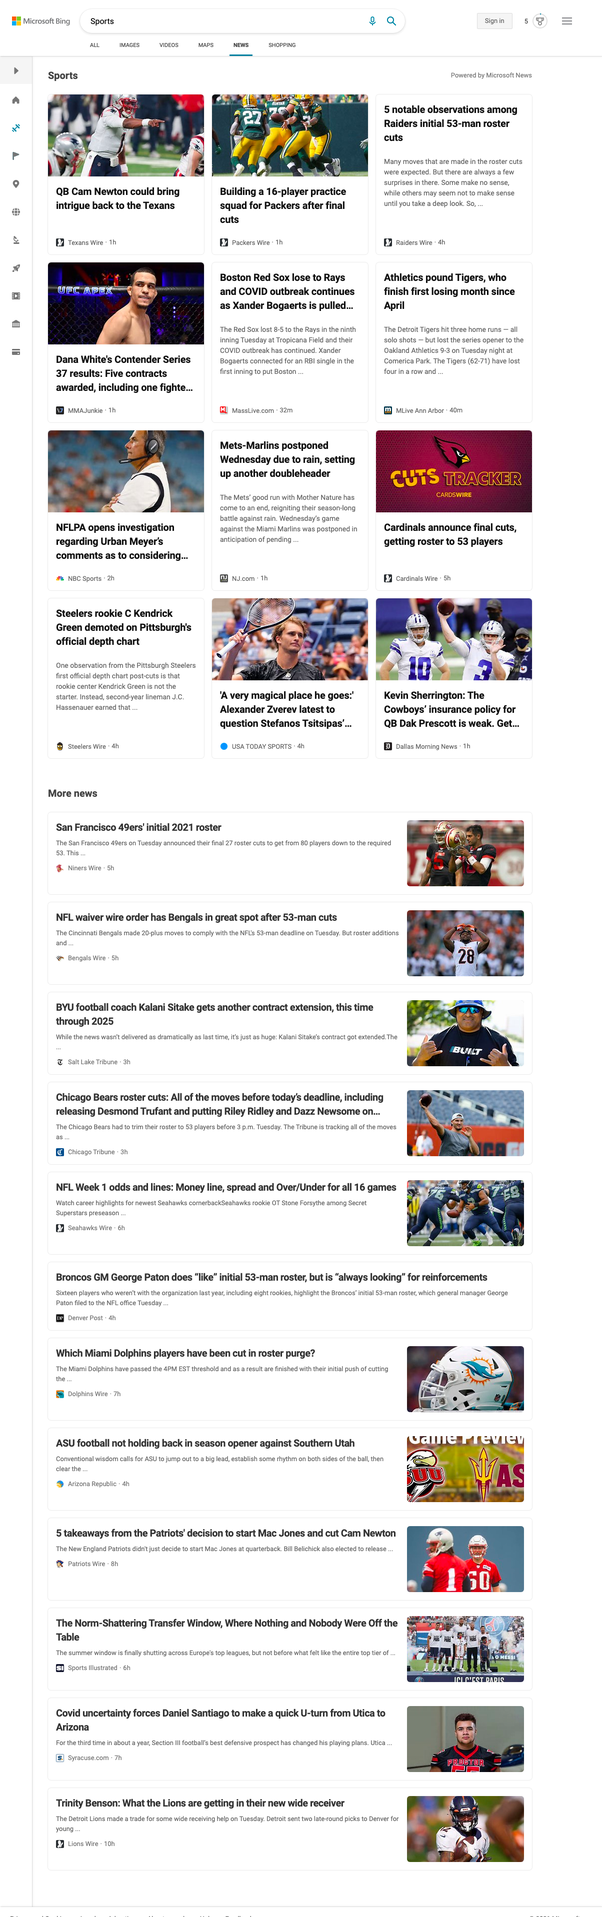 Microsoft Bing
Sports
Sign in
5
ALL IMAGES VIDEOS MAPS NEWS SHOPPING
Sports
Powered by Microsoft News
QB Cam Newton could bring
intrigue back to the Texans
Texans Wire · 1h
Building a 16-player practice
squad for Packers after final
cuts
Packers Wire · 1h
5 notable observations among
Raiders initial 53-man roster
cuts
Many moves that are made in the roster cuts
were expected. But there are always a few
surprises in there. Some make no sense,
while others may seem not to make sense
until you take a deep look. So, ...
Raiders Wire · 4h
UFC APEX
Dana White's Contender Series
37 results: Five contracts
awarded, including one fighte...
MMAJunkie · 1h
Boston Red Sox lose to Rays
and COVID outbreak continues
as Xander Bogaerts is pulled...
The Red Sox lost 8-5 to the Rays in the ninth
inning Tuesday at Tropicana Field and their
COVID outbreak has continued. Xander
Bogaerts connected for an RBI single in the
first inning to put Boston ...
MassLive.com · 32m
Athletics pound Tigers, who
finish first losing month since
April
The Detroit Tigers hit three home runs — all
solo shots — but lost the series opener to the
Oakland Athletics 9-3 on Tuesday night at
Comerica Park. The Tigers (62-71) have lost
four in a row and ...
MLive Ann Arbor · 40m
NFLPA opens investigation
regarding Urban Meyer's
comments as to considering...
NBC Sports · 2h
Mets-Marlins postponed
Wednesday due to rain, setting
up another doubleheader
The Mets' good run with Mother Nature has
come to an end, reigniting their season-long
battle against rain. Wednesday's game
against the Miami Marlins was postponed in
anticipation of pending ...
NJ.com · 1h
CUTS TRACKER
CARDSWIRE
Cardinals announce final cuts,
getting roster to 53 players
Cardinals Wire · 5h
Steelers rookie C Kendrick
Green demoted on Pittsburgh's
official depth chart
One observation from the Pittsburgh Steelers
first official depth chart post-cuts is that
rookie center Kendrick Green is not the
starter. Instead, second-year lineman J.C.
Hassenauer earned that ...
Steelers Wire · 4h
'A very magical place he goes:'
Alexander Zverev latest to
question Stefanos Tsitsipas'...
USA TODAY SPORTS · 4h
Kevin Sherrington: The
Cowboys' insurance policy for
QB Dak Prescott is weak. Get...
Dallas Morning News · 1h
More news
San Francisco 49ers' initial 2021 roster
The San Francisco 49ers on Tuesday announced their final 27 roster cuts to get from 80 players down to the required
53. This ...
Niners Wire · 5h
NFL waiver wire order has Bengals in great spot after 53-man cuts
The Cincinnati Bengals made 20-plus moves to comply with the NFL's 53-man deadline on Tuesday. But roster additions
and ...
Bengals Wire · 5h
28
BYU football coach Kalani Sitake gets another contract extension, this time
through 2025
While the news wasn't delivered as dramatically as last time, it's just as huge: Kalani Sitake's contract got extended.The
...
Salt Lake Tribune · 3h
BUILT
Chicago Bears roster cuts: All of the moves before today's deadline, including
releasing Desmond Trufant and putting Riley Ridley and Dazz Newsome on...
The Chicago Bears had to trim their roster to 53 players before 3 p.m. Tuesday. The Tribune is tracking all of the moves
as ...
Chicago Tribune · 3h
NFL Week 1 odds and lines: Money line, spread and Over/Under for all 16 games
Watch career highlights for newest Seahawks cornerbackSeahawks rookie OT Stone Forsythe among Secret
Superstars preseason ...
Seahawks Wire · 6h
Broncos GM George Paton does “like” initial 53-man roster, but is “always looking” for reinforcements
Sixteen players who weren't with the organization last year, including eight rookies, highlight the Broncos' initial 53-man roster, which general manager George
Paton filed to the NFL office Tuesday ...
Denver Post · 4h
Which Miami Dolphins players have been cut in roster purge?
The Miami Dolphins have passed the 4PM EST threshold and as a result are finished with their initial push of cutting
the ...
Dolphins Wire · 7h
ASU football not holding back in season opener against Southern Utah
Conventional wisdom calls for ASU to jump out to a big lead, establish some rhythm on both sides of the ball, then
clear the ...
Arizona Republic · 4h
Game Preview
SUU
AS
5 takeaways from the Patriots' decision to start Mac Jones and cut Cam Newton
The New England Patriots didn't just decide to start Mac Jones at quarterback. Bill Belichick also elected to release ...
Patriots Wire · 8h
The Norm-Shattering Transfer Window, Where Nothing and Nobody Were Off the
Table
The summer window is finally shutting across Europe's top leagues, but not before what felt like the entire top tier of ...
Sports Illustrated · 6h
ICI C'EST PARIS
Covid uncertainty forces Daniel Santiago to make a quick U-turn from Utica to
Arizona
For the third time in about a year, Section III football's best defensive prospect has changed his playing plans. Utica ...
Syracuse.com · 7h
PROCTOR
Trinity Benson: What the Lions are getting in their new wide receiver
The Detroit Lions made a trade for some wide receiving help on Tuesday. Detroit sent two late-round picks to Denver for
young ...
Lions Wire · 10h